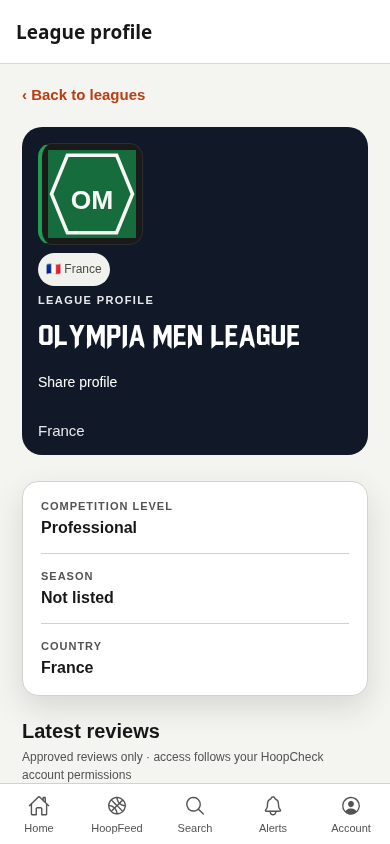 League profile
‹ Back to leagues
OM
🇫🇷 France
LEAGUE PROFILE
OLYMPIA MEN LEAGUE
Share profile
France
COMPETITION LEVEL
Professional
SEASON
Not listed
COUNTRY
France
Latest reviews
Approved reviews only · access follows your HoopCheck
account permissions
Home HoopFeed Search Alerts Account